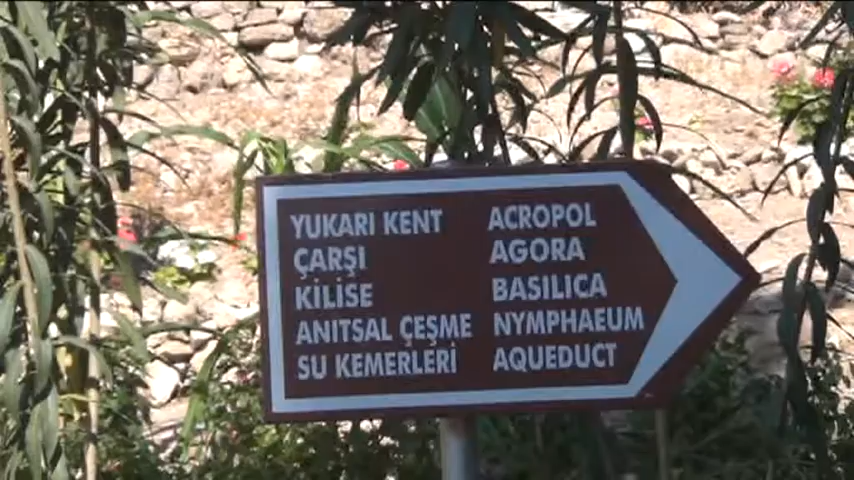 YUKARI KENT ACROPOL
ÇARŞI AGORA
KİLİSE BASILICA
ANITSAL ÇEŞME NYMPHAEUM
SU KEMERLERİ AQUEDUCT